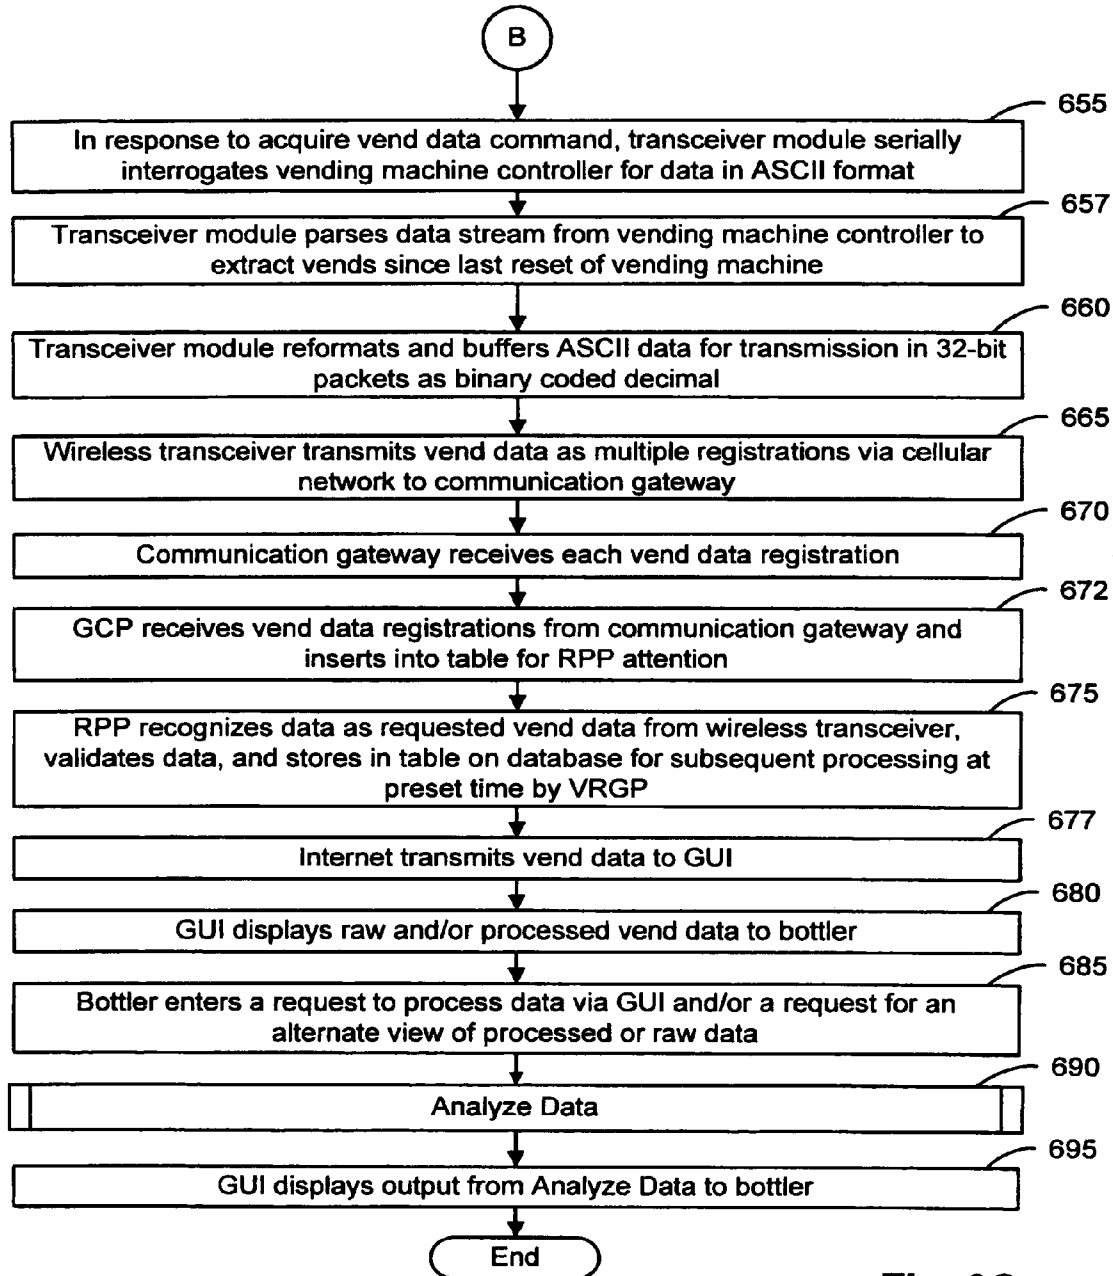 B
655
In response to acquire vend data command, transceiver module serially
interrogates vending machine controller for data in ASCII format
657
Transceiver module parses data stream from vending machine controller to
extract vends since last reset of vending machine
660
Transceiver module reformats and buffers ASCII data for transmission in 32-bit
packets as binary coded decimal
665
Wireless transceiver transmits vend data as multiple registrations via cellular
network to communication gateway
670
Communication gateway receives each vend data registration
672
GCP receives vend data registrations from communication gateway and
inserts into table for RPP attention
675
RPP recognizes data as requested vend data from wireless transceiver,
validates data, and stores in table on database for subsequent processing at
preset time by VRGP
677
Internet transmits vend data to GUI
680
GUI displays raw and/or processed vend data to bottler
685
Bottler enters a request to process data via GUI and/or a request for an
alternate view of processed or raw data
690
Analyze Data
695
GUI displays output from Analyze Data to bottler
End